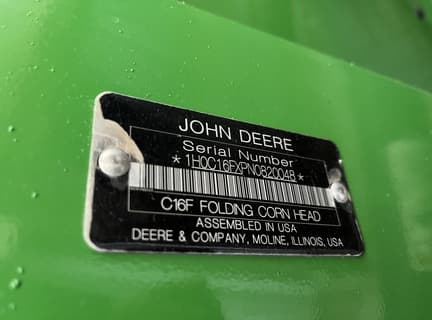 JOHN DEERE
Serial Number
*1H0C16FXPN0820048*
C16F FOLDING CORN HEAD
ASSEMBLED IN USA
DEERE & COMPANY, MOLINE, ILLINOIS, USA